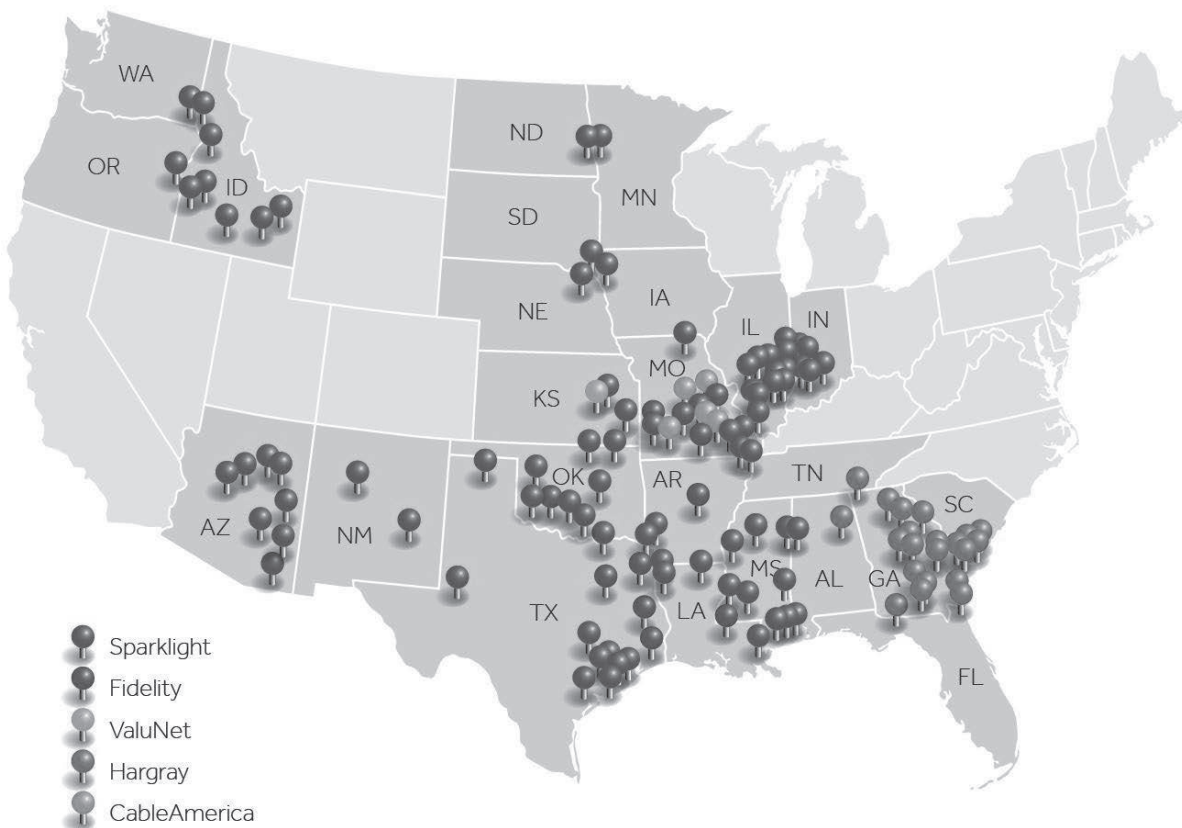 WA
ND
OR
ID
MN
SD
IA
NE
IL
IN
MO
KS
TN
OK
AR
SC
AZ
NM
MS
AL
GA
LA
TX
FL
Sparklight
Fidelity
ValuNet
Hargray
CableAmerica